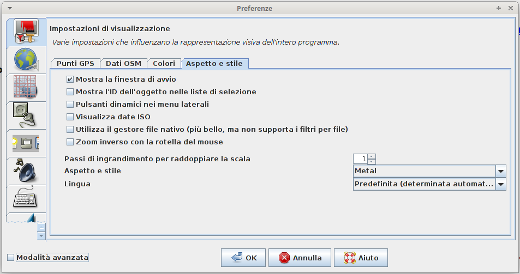 Preferenze
Impostazioni di visualizzazione
Varie impostazioni che influenzano la rappresentazione visiva dell'intero programma.
Punti GPS Dati OSM Colori Aspetto e stile
Mostra la finestra di avvio
Mostra l'ID dell'oggetto nelle liste di selezione
Pulsanti dinamici nei menu laterali
Visualizza date ISO
Utilizza il gestore file nativo (più bello, ma non supporta i filtri per file)
Zoom inverso con la rotella del mouse
Passi di ingrandimento per raddoppiare la scala 1
Aspetto e stile Metal
Lingua Predefinita (determinata automat...
Modalità avanzata
OK Annulla Aiuto